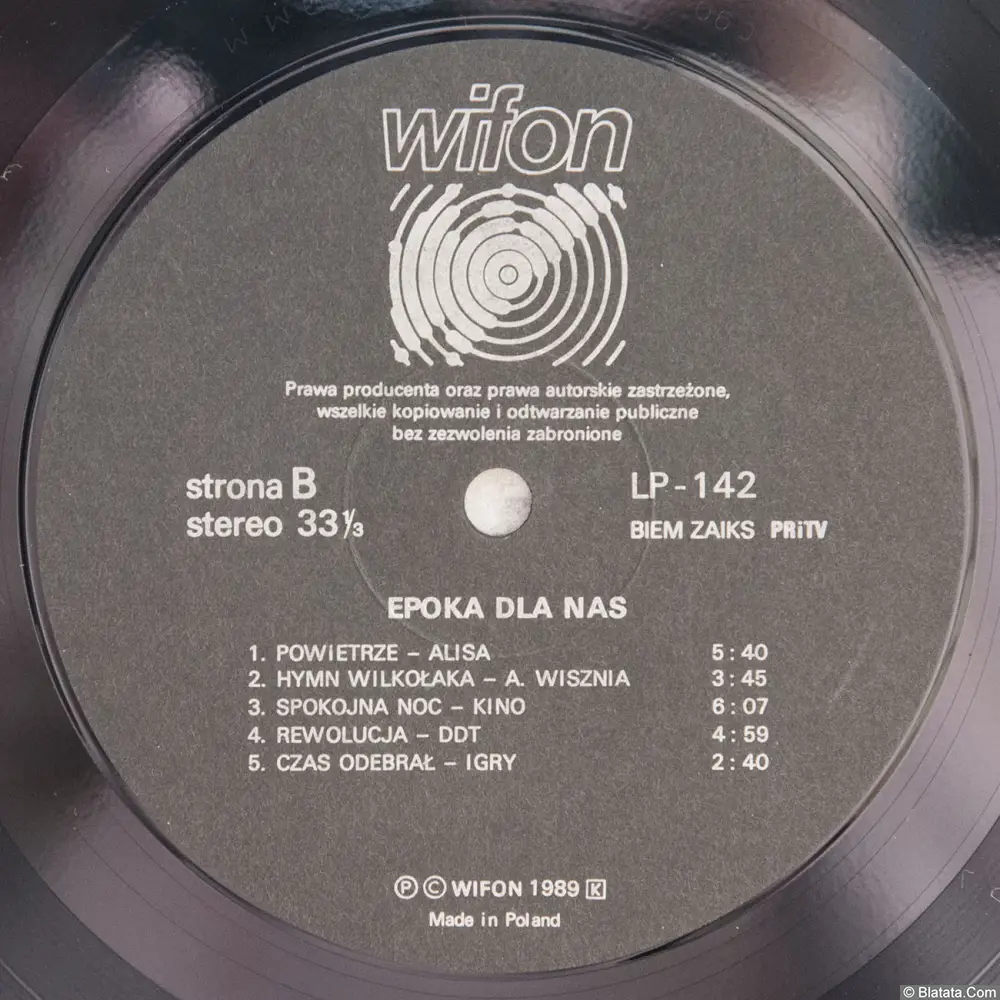 wifon
Prawa producenta oraz prawa autorskie zastrzeżone,
wszelkie kopiowanie i odtwarzanie publiczne
bez zezwolenia zabronione
strona B
stereo 33⅓
LP-142
BIEM ZAIKS PRiTV
EPOKA DLA NAS
1. POWIETRZE – ALISA 5:40
2. HYMN WILKOŁAKA – A. WISZNIA 3:45
3. SPOKOJNA NOC – KINO 6:07
4. REWOLUCJA – DDT 4:59
5. CZAS ODEBRAŁ – IGRY 2:40
Ⓟ © WIFON 1989 K
Made in Poland
© Blatata.Com